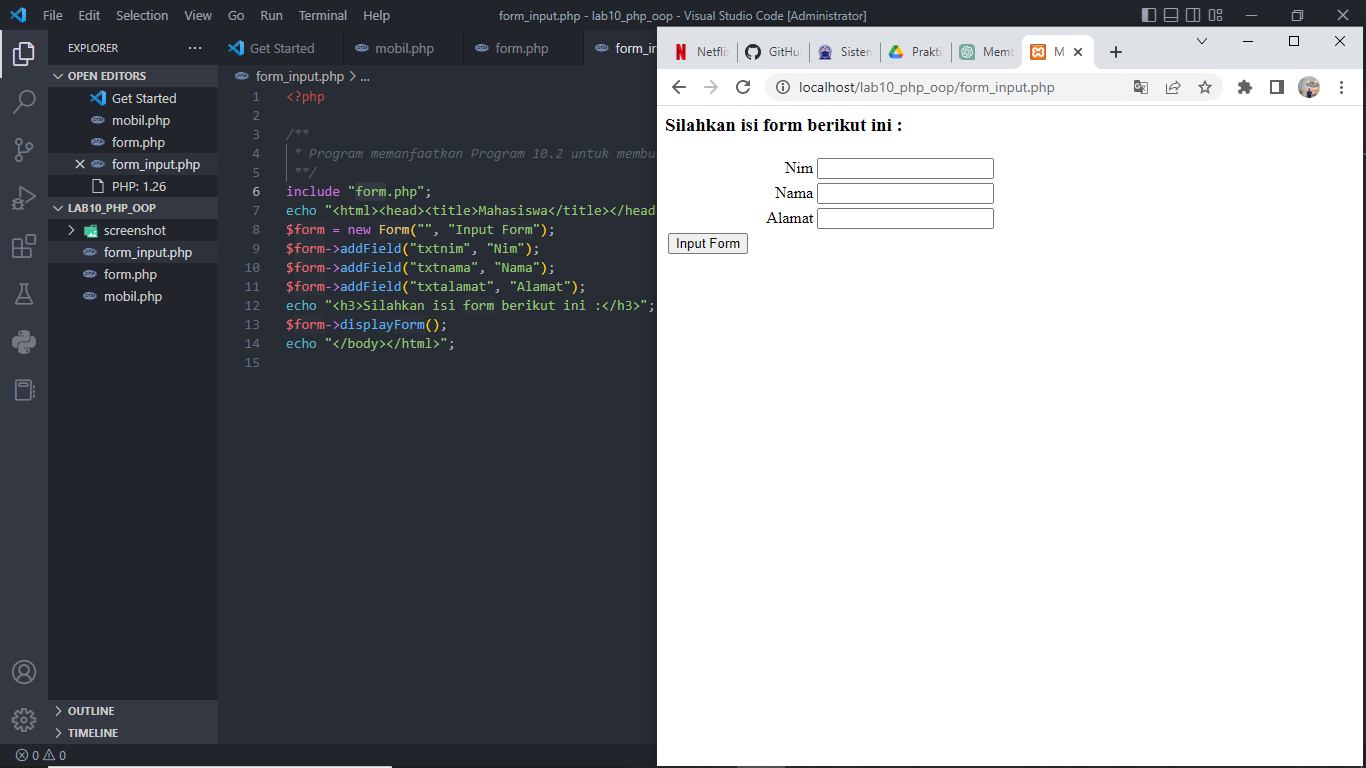 File Edit Selection View Go Run Terminal Help
form_input.php - lab10_php_oop - Visual Studio Code [Administrator]
EXPLORER ···
OPEN EDITORS
Get Started
mobil.php
form.php
form_input.php
PHP: 1.26
LAB10_PHP_OOP
screenshot
form_input.php
form.php
mobil.php
OUTLINE
TIMELINE
0 0
Get Started mobil.php form.php form_in
form_input.php > ...
1 <?php
2
3 /**
4 * Program memanfaatkan Program 10.2 untuk membu
5 **/
6 include "form.php";
7 echo "<html><head><title>Mahasiswa</title></head
8 $form = new Form("", "Input Form");
9 $form->addField("txtnim", "Nim");
10 $form->addField("txtnama", "Nama");
11 $form->addField("txtalamat", "Alamat");
12 echo "<h3>Silahkan isi form berikut ini :</h3>";
13 $form->displayForm();
14 echo "</body></html>";
15
Netfli GitHu Sisten Prakti Memb M
localhost/lab10_php_oop/form_input.php
Silahkan isi form berikut ini :
Nim
Nama
Alamat
Input Form